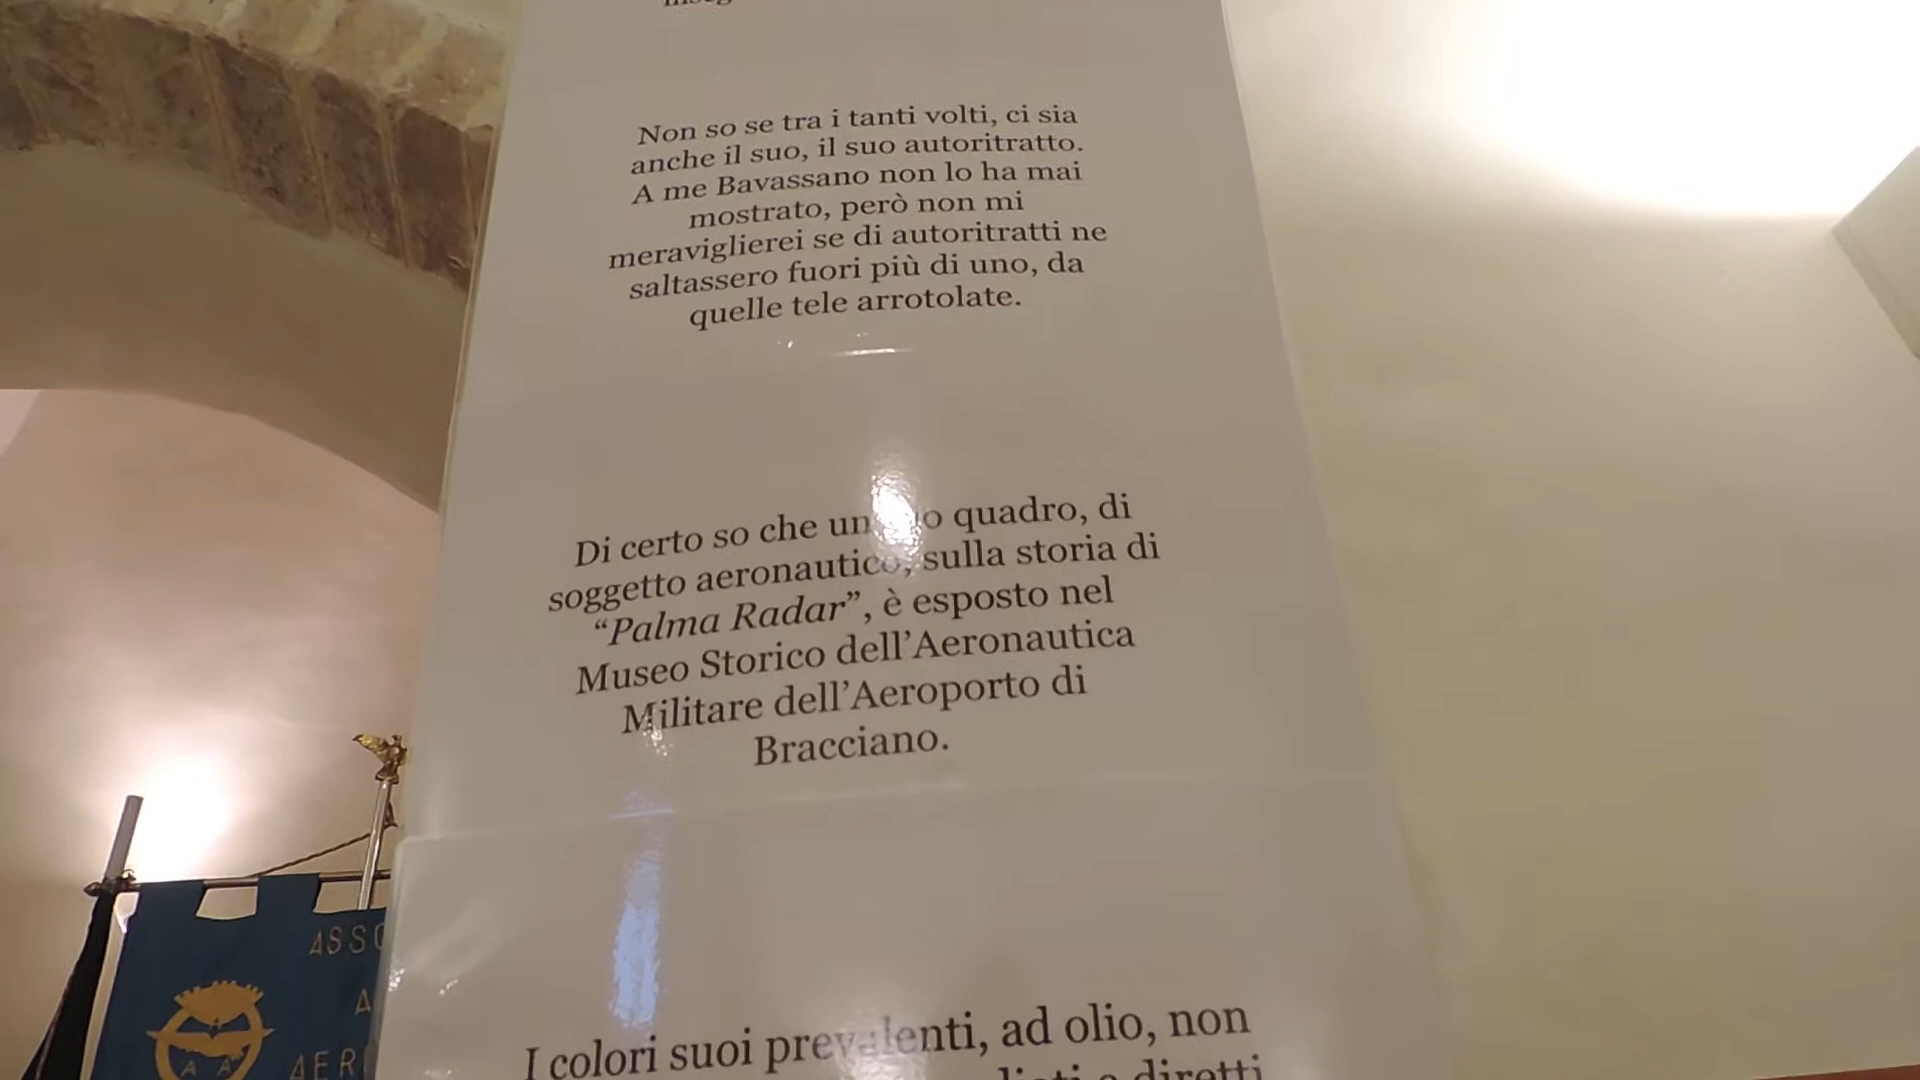 Non so se tra i tanti volti, ci sia
anche il suo, il suo autoritratto.
A me Bavassano non lo ha mai
mostrato, però non mi
meraviglierei se di autoritratti ne
saltassero fuori più di uno, da
quelle tele arrotolate.
Di certo so che un quadro, di
soggetto aeronautico, sulla storia di
“Palma Radar”, è esposto nel
Museo Storico dell’Aeronautica
Militare dell’Aeroporto di
Bracciano.
I colori suoi prevalenti, ad olio, non
e diretti
ASSO
A
AER
A A